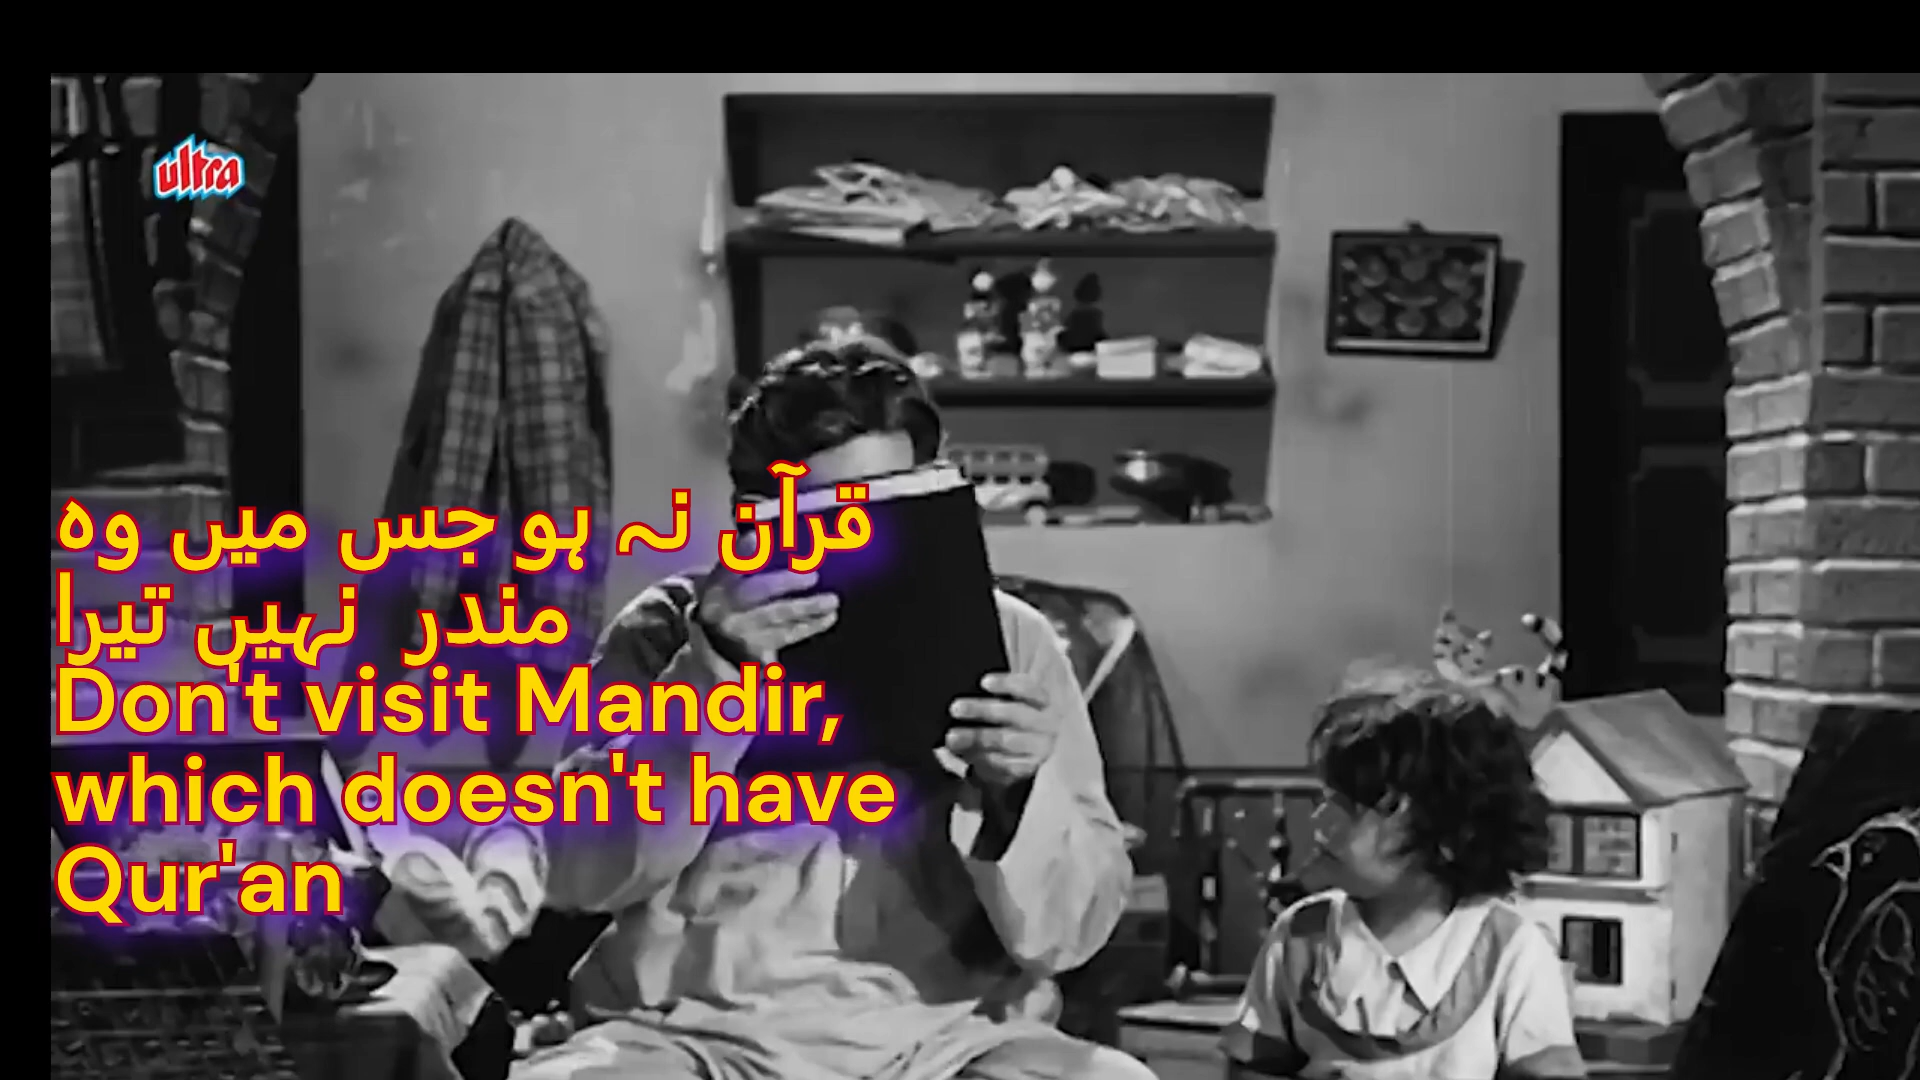 ultra
قرآن نہ ہو جس میں وہ
مندر نہیں تیرا
Don't visit Mandir,
which doesn't have
Qur'an